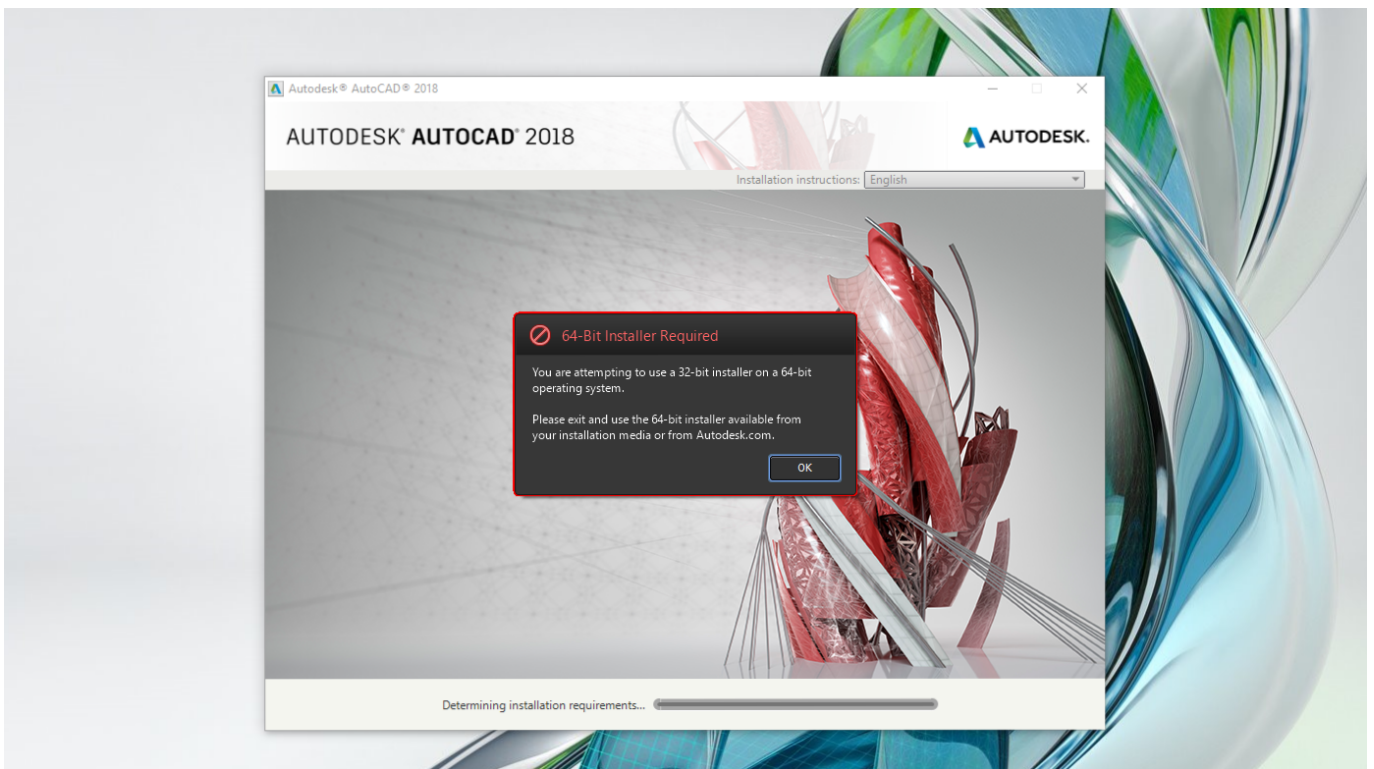 Autodesk® AutoCAD® 2018
AUTODESK® AUTOCAD® 2018
AUTODESK.
Installation instructions: English
64-Bit Installer Required
You are attempting to use a 32-bit installer on a 64-bit
operating system.
Please exit and use the 64-bit installer available from
your installation media or from Autodesk.com.
OK
Determining installation requirements...